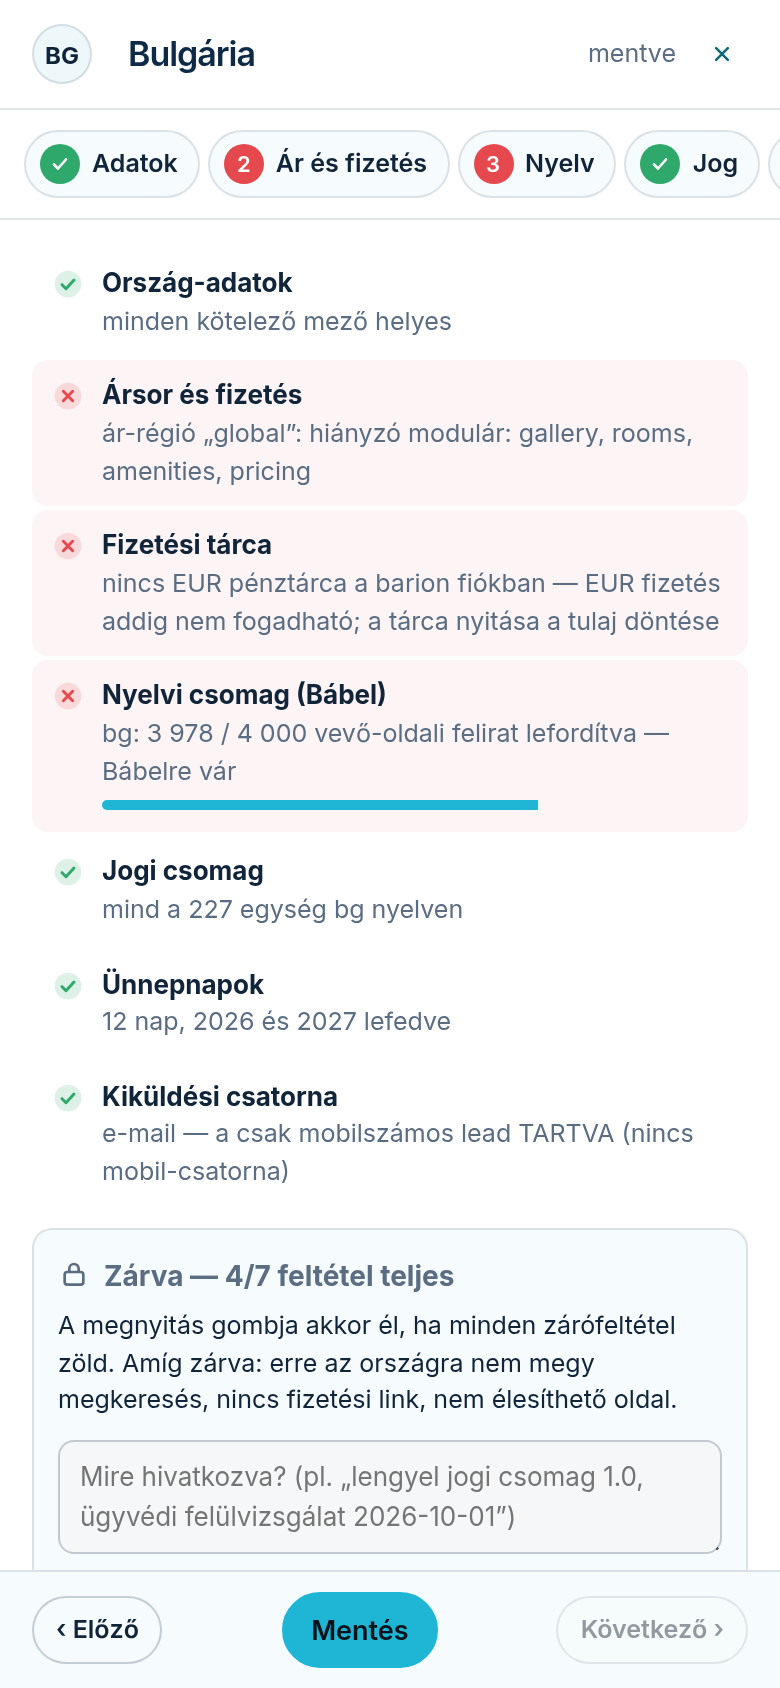 BG Bulgária mentve ✕
Adatok 2 Ár és fizetés 3 Nyelv Jog
Ország-adatok
minden kötelező mező helyes
Ársor és fizetés
ár-régió „global”: hiányzó modulár: gallery, rooms,
amenities, pricing
Fizetési tárca
nincs EUR pénztárca a barion fiókban — EUR fizetés
addig nem fogadható; a tárca nyitása a tulaj döntése
Nyelvi csomag (Bábel)
bg: 3 978 / 4 000 vevő-oldali felirat lefordítva —
Bábelre vár
Jogi csomag
mind a 227 egység bg nyelven
Ünnepnapok
12 nap, 2026 és 2027 lefedve
Kiküldési csatorna
e-mail — a csak mobilszámos lead TARTVA (nincs
mobil-csatorna)
Zárva — 4/7 feltétel teljes
A megnyitás gombja akkor él, ha minden zárófeltétel
zöld. Amíg zárva: erre az országra nem megy
megkeresés, nincs fizetési link, nem élesíthető oldal.
Mire hivatkozva? (pl. „lengyel jogi csomag 1.0,
ügyvédi felülvizsgálat 2026-10-01”)
‹ Előző Mentés Következő ›